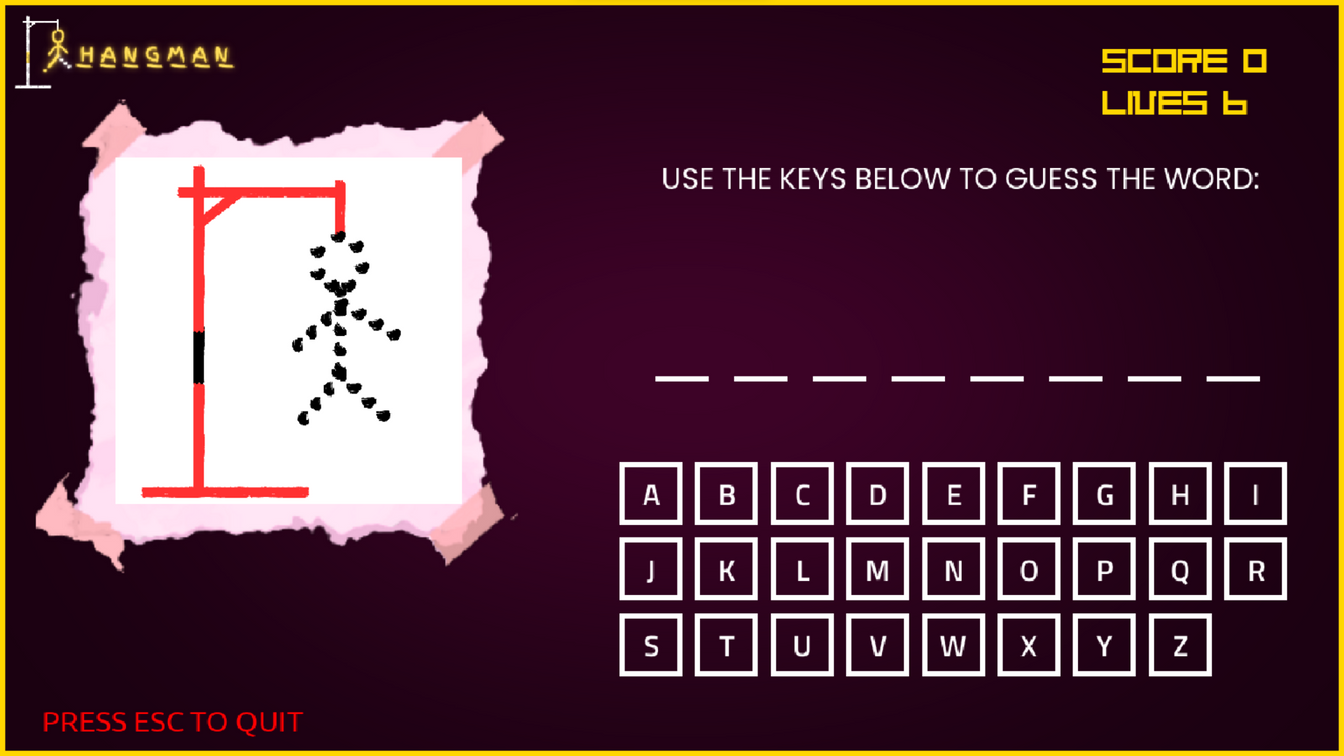 HANGMAN
SCORE 0
LIVES 6
USE THE KEYS BELOW TO GUESS THE WORD:
A B C D E F G H I
J K L M N O P Q R
S T U V W X Y Z
PRESS ESC TO QUIT